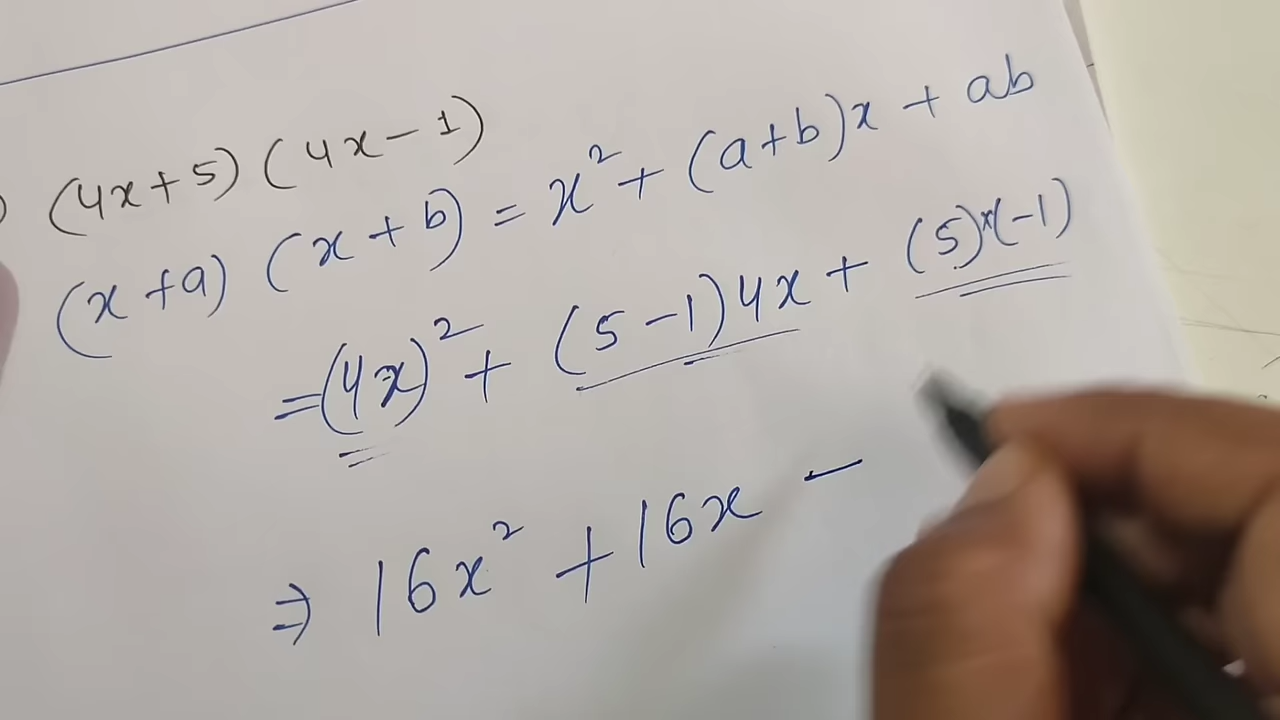 ) (4x+5) (4x-1)
(x+a) (x+b) = x² + (a+b)x + ab
=(4x)² + (5-1)4x + (5)×(-1)
⇒ 16x² + 16x -